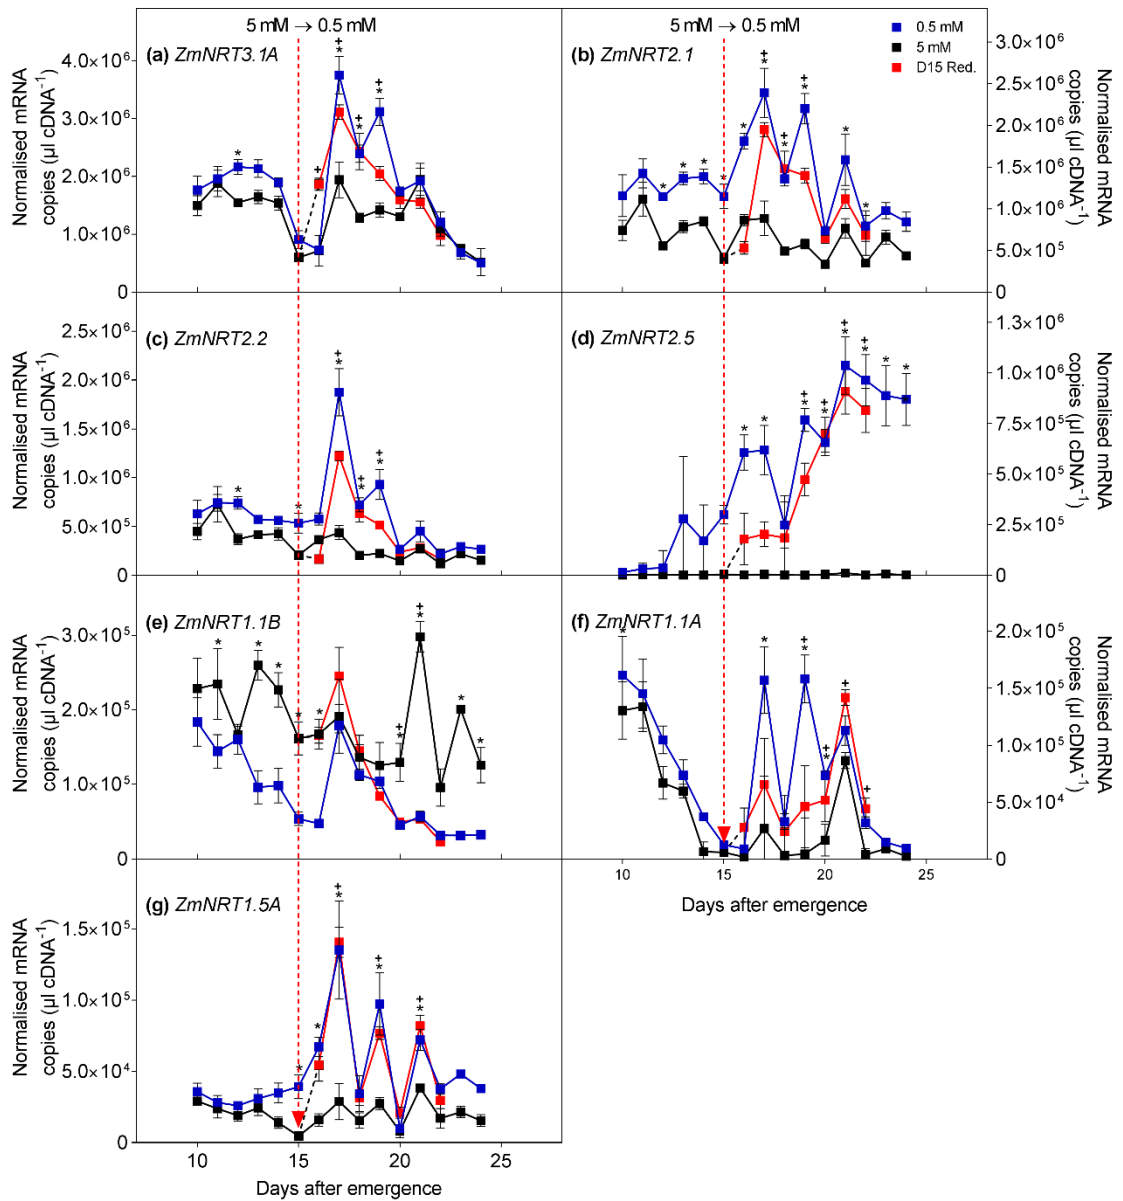 5 mM → 0.5 mM
5 mM → 0.5 mM
(a) ZmNRT3.1A
Normalised mRNA
copies (µl cDNA⁻¹)
4.0×10⁶
3.0×10⁶
2.0×10⁶
1.0×10⁶
0
(b) ZmNRT2.1
0.5 mM
5 mM
D15 Red.
3.0×10⁶
2.5×10⁶
2.0×10⁶
1.5×10⁶
1.0×10⁶
5.0×10⁵
0
Normalised mRNA
copies (µl cDNA⁻¹)
(c) ZmNRT2.2
Normalised mRNA
copies (µl cDNA⁻¹)
2.5×10⁶
2.0×10⁶
1.5×10⁶
1.0×10⁶
5.0×10⁵
0
(d) ZmNRT2.5
1.3×10⁶
1.0×10⁶
7.5×10⁵
5.0×10⁵
2.5×10⁵
0
Normalised mRNA
copies (µl cDNA⁻¹)
(e) ZmNRT1.1B
Normalised mRNA
copies (µl cDNA⁻¹)
3.0×10⁵
2.0×10⁵
1.0×10⁵
0
(f) ZmNRT1.1A
2.0×10⁵
1.5×10⁵
1.0×10⁵
5.0×10⁴
0
Normalised mRNA
copies (µl cDNA⁻¹)
10 15 20 25
Days after emergence
(g) ZmNRT1.5A
Normalised mRNA
copies (µl cDNA⁻¹)
1.5×10⁵
1.0×10⁵
5.0×10⁴
0
10 15 20 25
Days after emergence